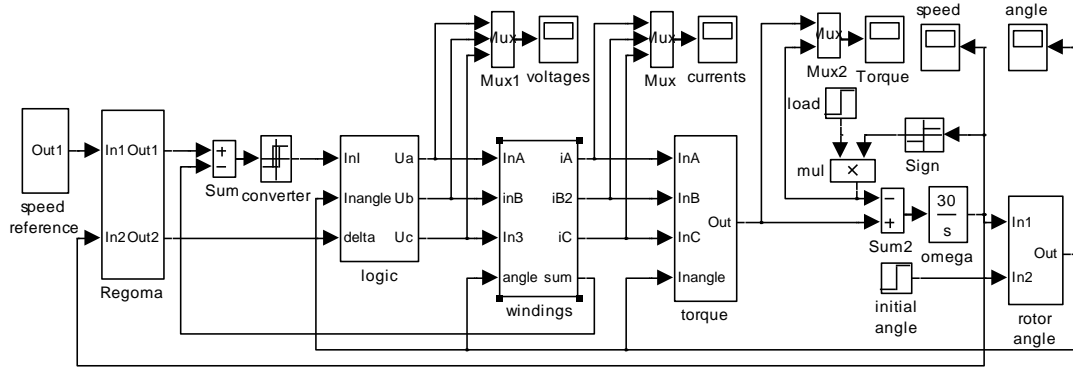 speed
angle
Mux
Mux
Mux
Mux1
voltages
Mux
currents
Mux2
Torque
load
Out1
speed
reference
In1
Out1
In2
Out2
Regoma
+
−
Sum
converter
InI
Inangle
delta
Ua
Ub
Uc
logic
InA
inB
In3
angle
iA
iB2
iC
sum
windings
InA
InB
InC
Inangle
Out
torque
mul
×
Sign
−
+
Sum2
30
s
omega
initial
angle
In1
In2
Out
rotor
angle